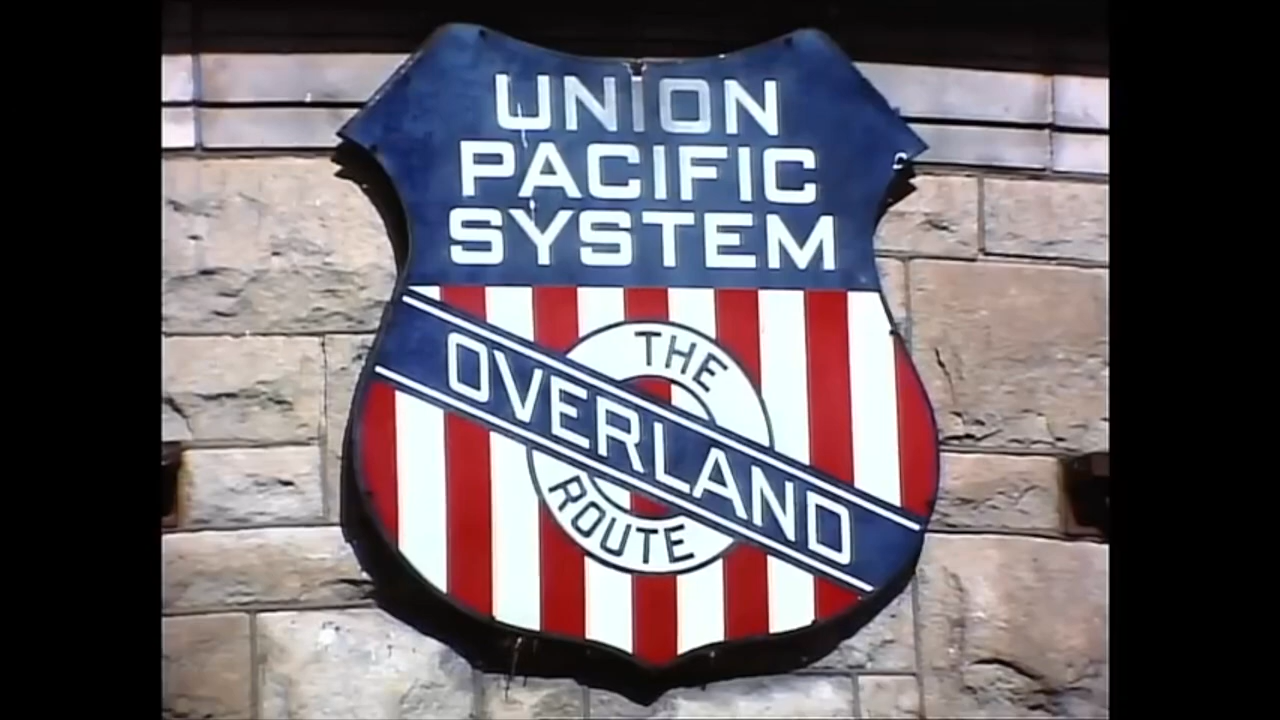 UNION
PACIFIC
SYSTEM
THE
OVERLAND
ROUTE